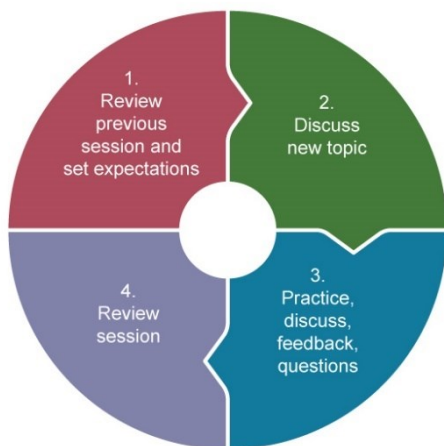 1.
Review
previous
session and
set expectations
2.
Discuss
new topic
3.
Practice,
discuss,
feedback,
questions
4.
Review
session